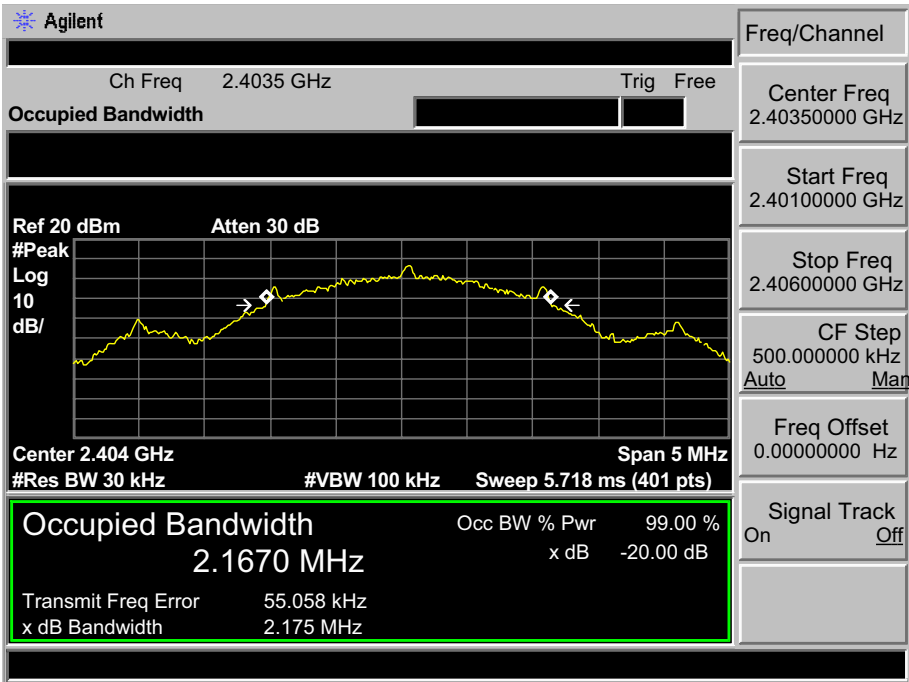 Agilent
Ch Freq 2.4035 GHz Trig Free
Occupied Bandwidth
Ref 20 dBm Atten 30 dB
#Peak
Log
10
dB/
Center 2.404 GHz Span 5 MHz
#Res BW 30 kHz #VBW 100 kHz Sweep 5.718 ms (401 pts)
Occupied Bandwidth Occ BW % Pwr 99.00 %
2.1670 MHz x dB -20.00 dB
Transmit Freq Error 55.058 kHz
x dB Bandwidth 2.175 MHz
Freq/Channel
Center Freq
2.40350000 GHz
Start Freq
2.40100000 GHz
Stop Freq
2.40600000 GHz
CF Step
500.000000 kHz
Auto Man
Freq Offset
0.00000000 Hz
Signal Track
On Off